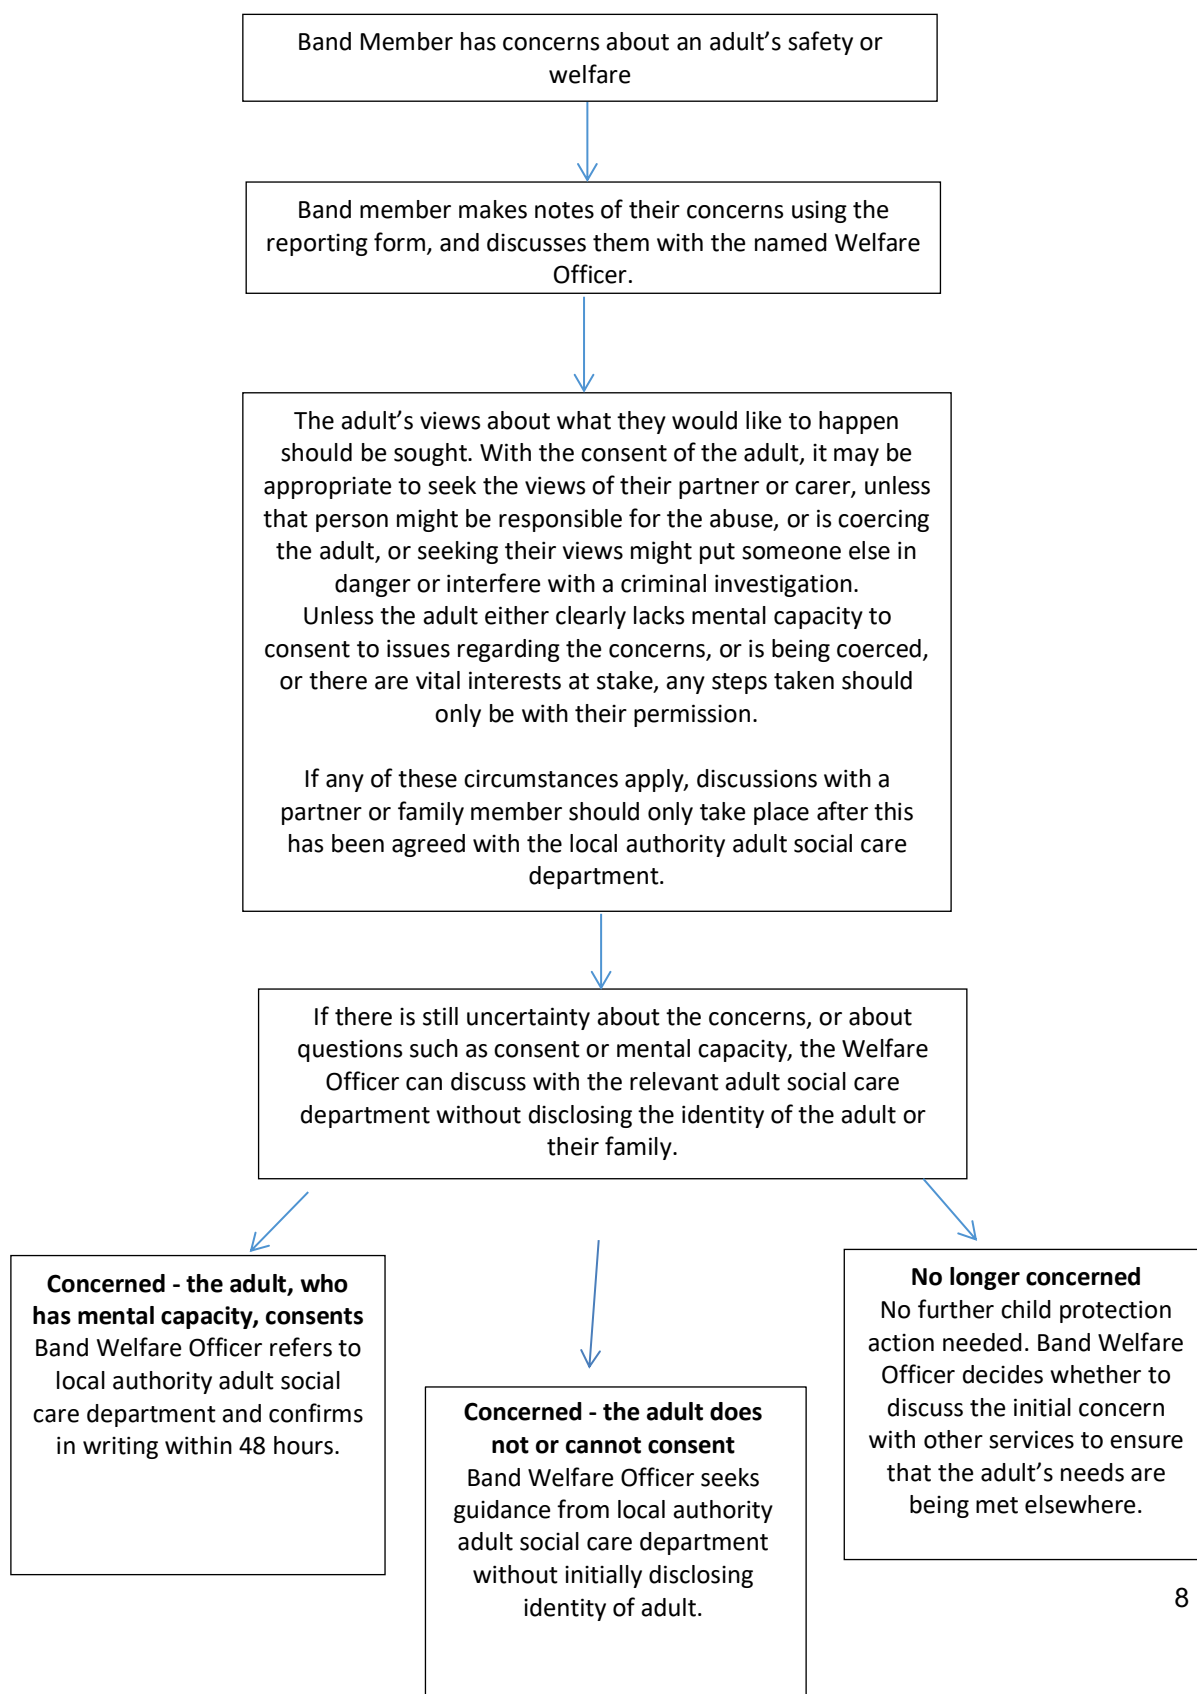 Band Member has concerns about an adult’s safety or
welfare
Band member makes notes of their concerns using the
reporting form, and discusses them with the named Welfare
Officer.
The adult’s views about what they would like to happen
should be sought. With the consent of the adult, it may be
appropriate to seek the views of their partner or carer, unless
that person might be responsible for the abuse, or is coercing
the adult, or seeking their views might put someone else in
danger or interfere with a criminal investigation.
Unless the adult either clearly lacks mental capacity to
consent to issues regarding the concerns, or is being coerced,
or there are vital interests at stake, any steps taken should
only be with their permission.
If any of these circumstances apply, discussions with a
partner or family member should only take place after this
has been agreed with the local authority adult social care
department.
If there is still uncertainty about the concerns, or about
questions such as consent or mental capacity, the Welfare
Officer can discuss with the relevant adult social care
department without disclosing the identity of the adult or
their family.
Concerned - the adult, who
has mental capacity, consents
Band Welfare Officer refers to
local authority adult social
care department and confirms
in writing within 48 hours.
Concerned - the adult does
not or cannot consent
Band Welfare Officer seeks
guidance from local authority
adult social care department
without initially disclosing
identity of adult.
No longer concerned
No further child protection
action needed. Band Welfare
Officer decides whether to
discuss the initial concern
with other services to ensure
that the adult’s needs are
being met elsewhere.
8